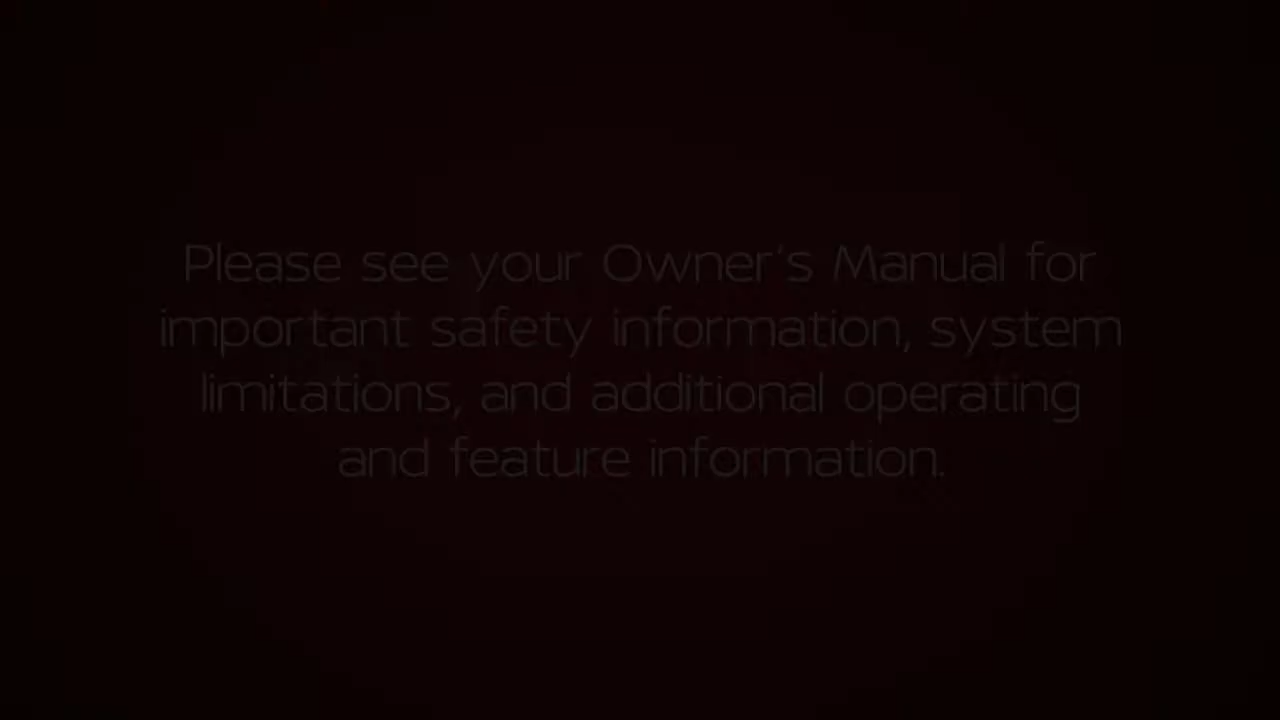 Please see your Owner's Manual for
important safety information, system
limitations, and additional operating
and feature information.